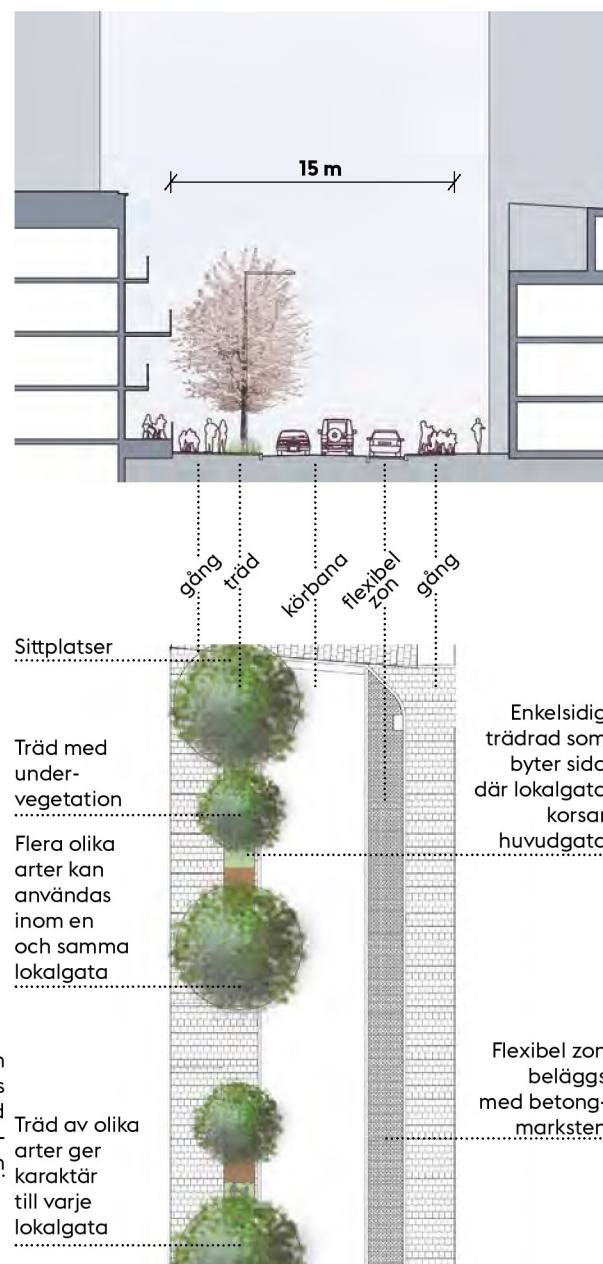 15 m
gång
träd
körbana
flexibel
zon
gång
Sittplatser
Träd med
under-
vegetation
Flera olika
arter kan
användas
inom en
och samma
lokalgata
Träd av olika
arter ger
karaktär
till varje
lokalgata
Enkelsidig
trädrad som
byter sida
där lokalgata
korsar
huvudgata
Flexibel zon
beläggs
med betong-
marksten